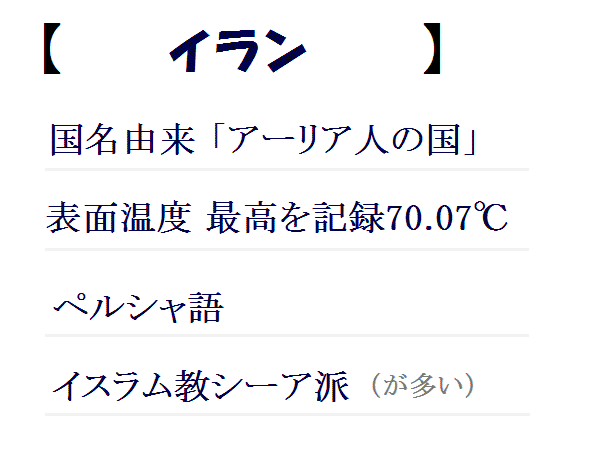 【 イラン 】
国名由来「アーリア人の国」
表面温度 最高を記録70.07℃
ペルシャ語
イスラム教シーア派（が多い）